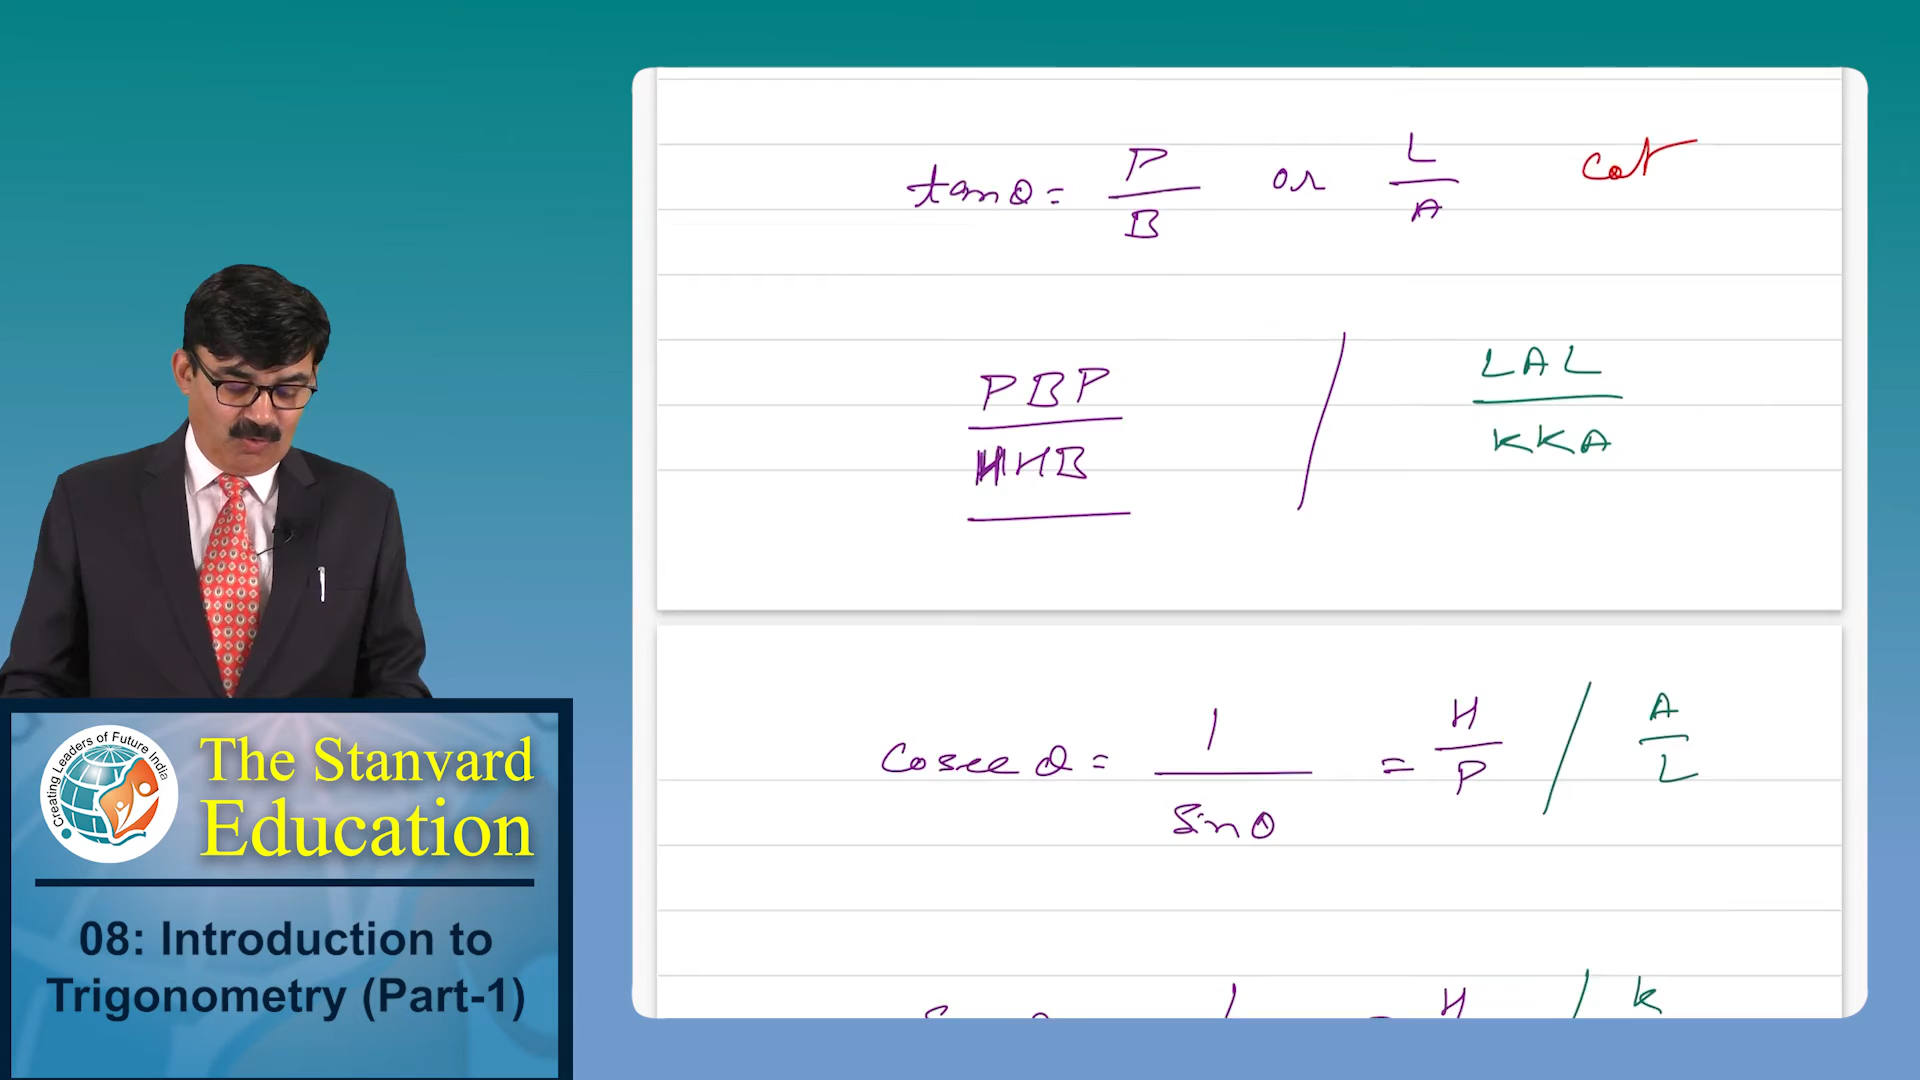 tanθ = P/B or L/A cot
PBP / LAL
HHB KKA
cosec θ = 1/sinθ = H/P / A/L
1 = H / K
Creating Leaders of Future India
The Stanvard
Education
08: Introduction to
Trigonometry (Part-1)